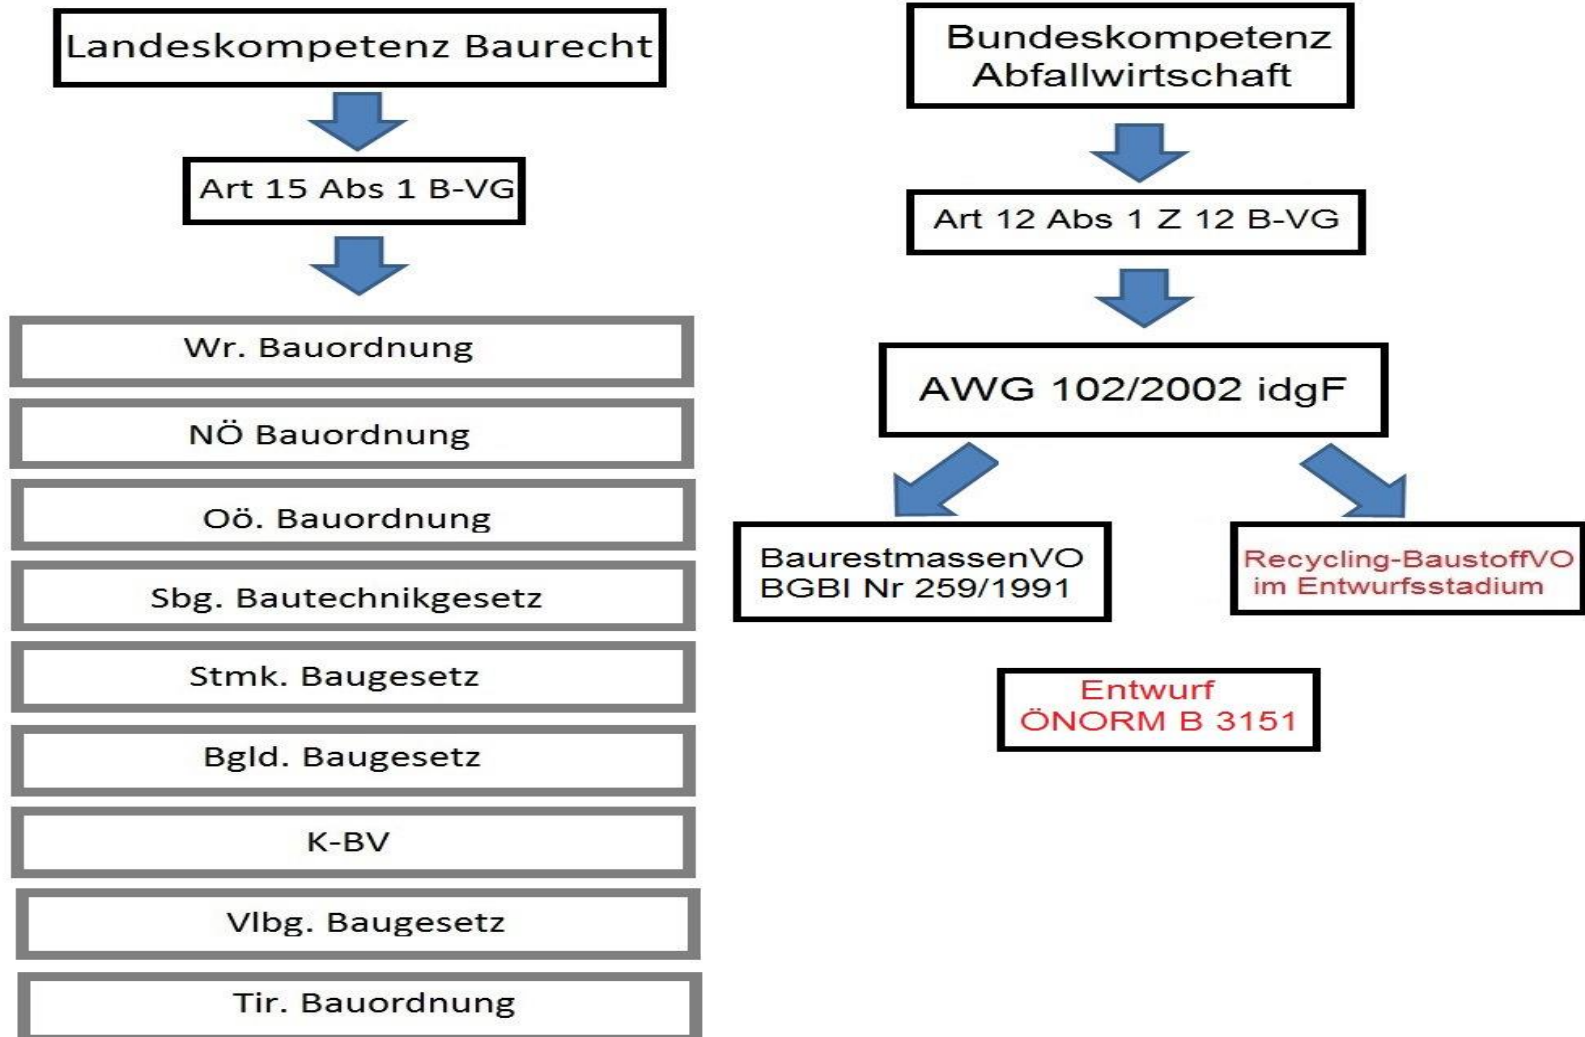 Landeskompetenz Baurecht
Art 15 Abs 1 B-VG
Wr. Bauordnung
NÖ Bauordnung
Oö. Bauordnung
Sbg. Bautechnikgesetz
Stmk. Baugesetz
Bgld. Baugesetz
K-BV
Vlbg. Baugesetz
Tir. Bauordnung
Bundeskompetenz
Abfallwirtschaft
Art 12 Abs 1 Z 12 B-VG
AWG 102/2002 idgF
BaurestmassenVO
BGBl Nr 259/1991
Recycling-BaustoffVO
im Entwurfsstadium
Entwurf
ÖNORM B 3151